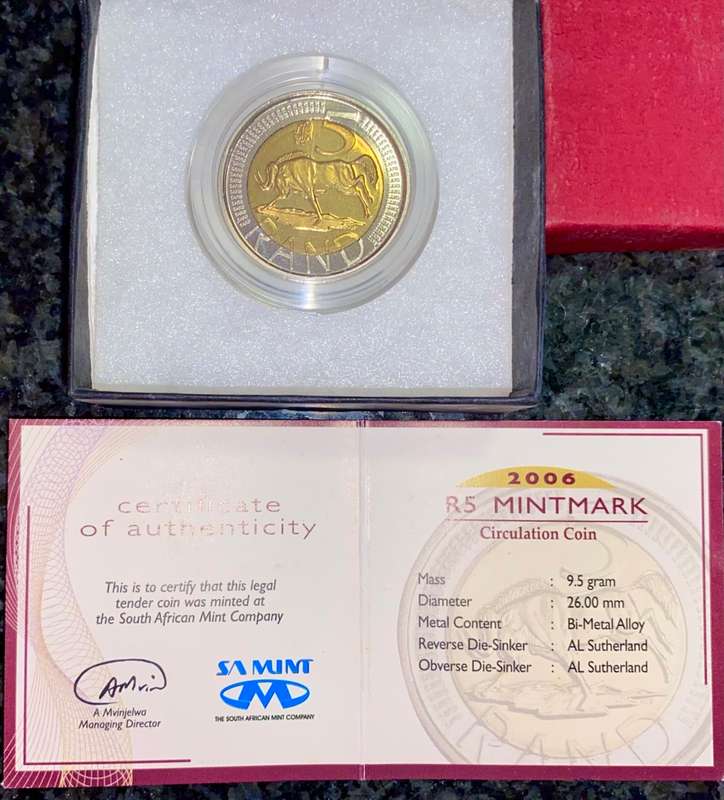 5
RAND
certificate
of authenticity
This is to certify that this legal
tender coin was minted at
the South African Mint Company
A Mvinjelwa
Managing Director
SA MINT
THE SOUTH AFRICAN MINT COMPANY
2006
R5 MINTMARK
Circulation Coin
Mass : 9.5 gram
Diameter : 26.00 mm
Metal Content : Bi-Metal Alloy
Reverse Die-Sinker : AL Sutherland
Obverse Die-Sinker : AL Sutherland
RAND